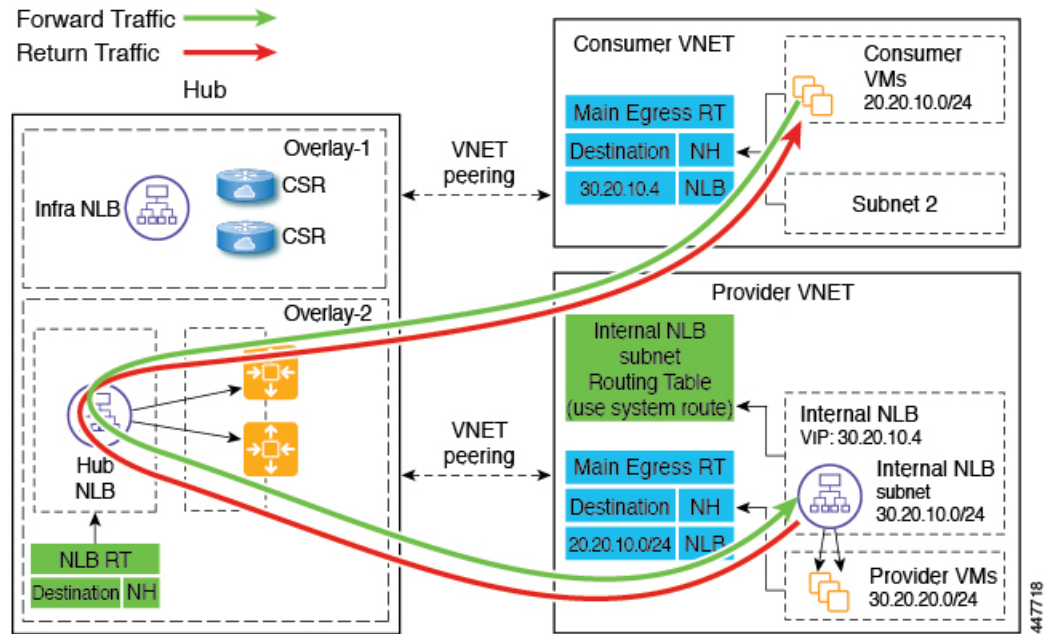 Forward Traffic
Return Traffic
Hub
Overlay-1
Infra NLB
CSR
CSR
Overlay-2
Hub
NLB
NLB RT
Destination NH
VNET
peering
VNET
peering
Consumer VNET
Consumer
VMs
20.20.10.0/24
Main Egress RT
Destination NH
30.20.10.4 NLB
Subnet 2
Provider VNET
Internal NLB
subnet
Routing Table
(use system route)
Internal NLB
VIP: 30.20.10.4
Internal NLB
subnet
30.20.10.0/24
Main Egress RT
Destination NH
20.20.10.0/24 NLB
Provider VMs
30.20.20.0/24
447718